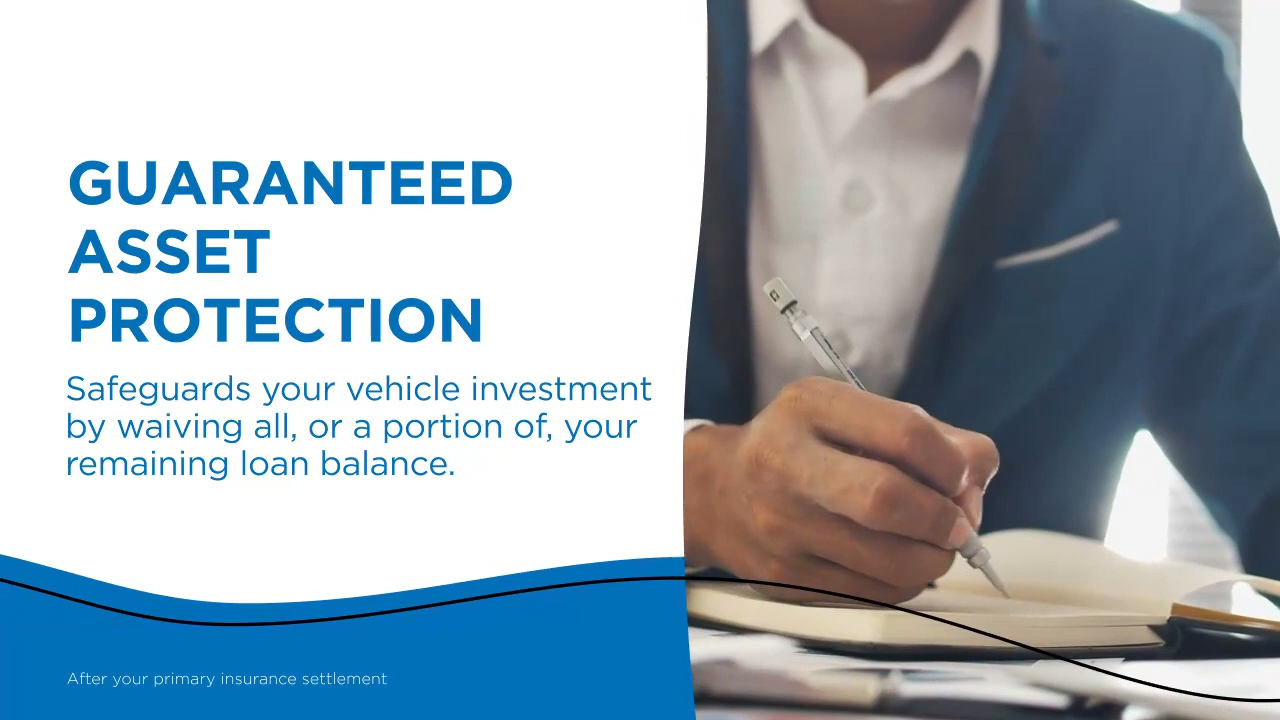 GUARANTEED
ASSET
PROTECTION
Safeguards your vehicle investment
by waiving all, or a portion of, your
remaining loan balance.
After your primary insurance settlement